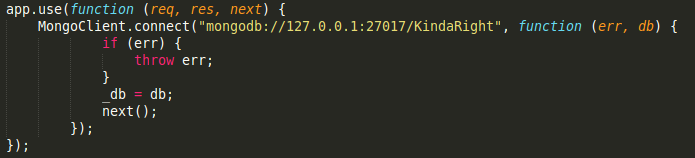 app.use(function (req, res, next) {
    MongoClient.connect("mongodb://127.0.0.1:27017/KindaRight", function (err, db) {
            if (err) {
                throw err;
            }
            _db = db;
            next();
        });
});